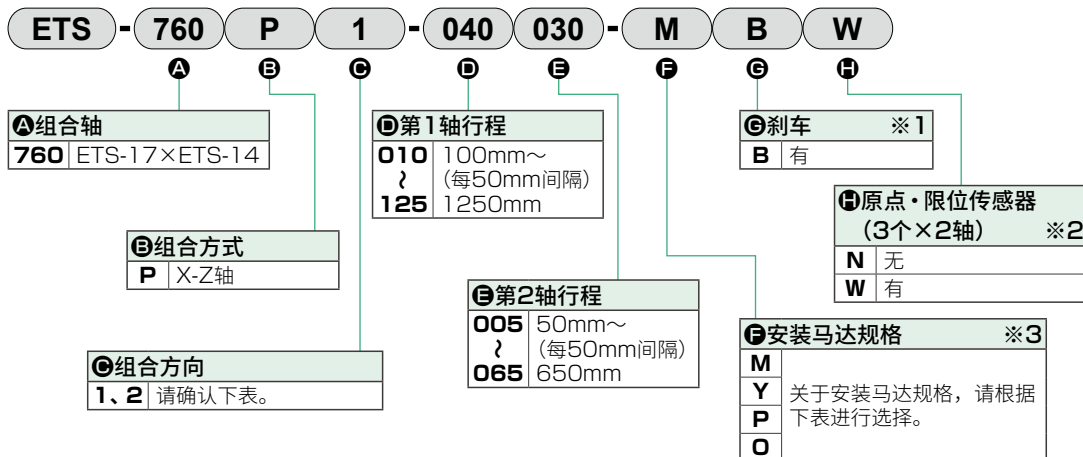 ETS - 760 P 1 - 040 030 - M B W
A B C D E F G H
A组合轴
760 ETS-17×ETS-14
B组合方式
P X-Z轴
C组合方向
1、2 请确认下表。
D第1轴行程
010 100mm～
≀ (每50mm间隔)
125 1250mm
E第2轴行程
005 50mm～
≀ (每50mm间隔)
065 650mm
F安装马达规格 ※3
M
Y
P
O
关于安装马达规格，请根据
下表进行选择。
G刹车 ※1
B 有
H原点・限位传感器
（3个×2轴） ※2
N 无
W 有